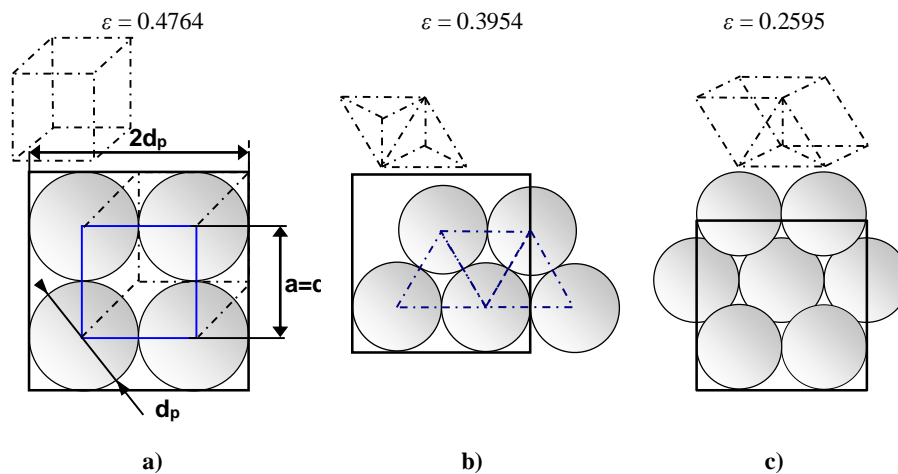 ε = 0.4764 ε = 0.3954 ε = 0.2595
2dₚ
a=
dₚ
a) b) c)